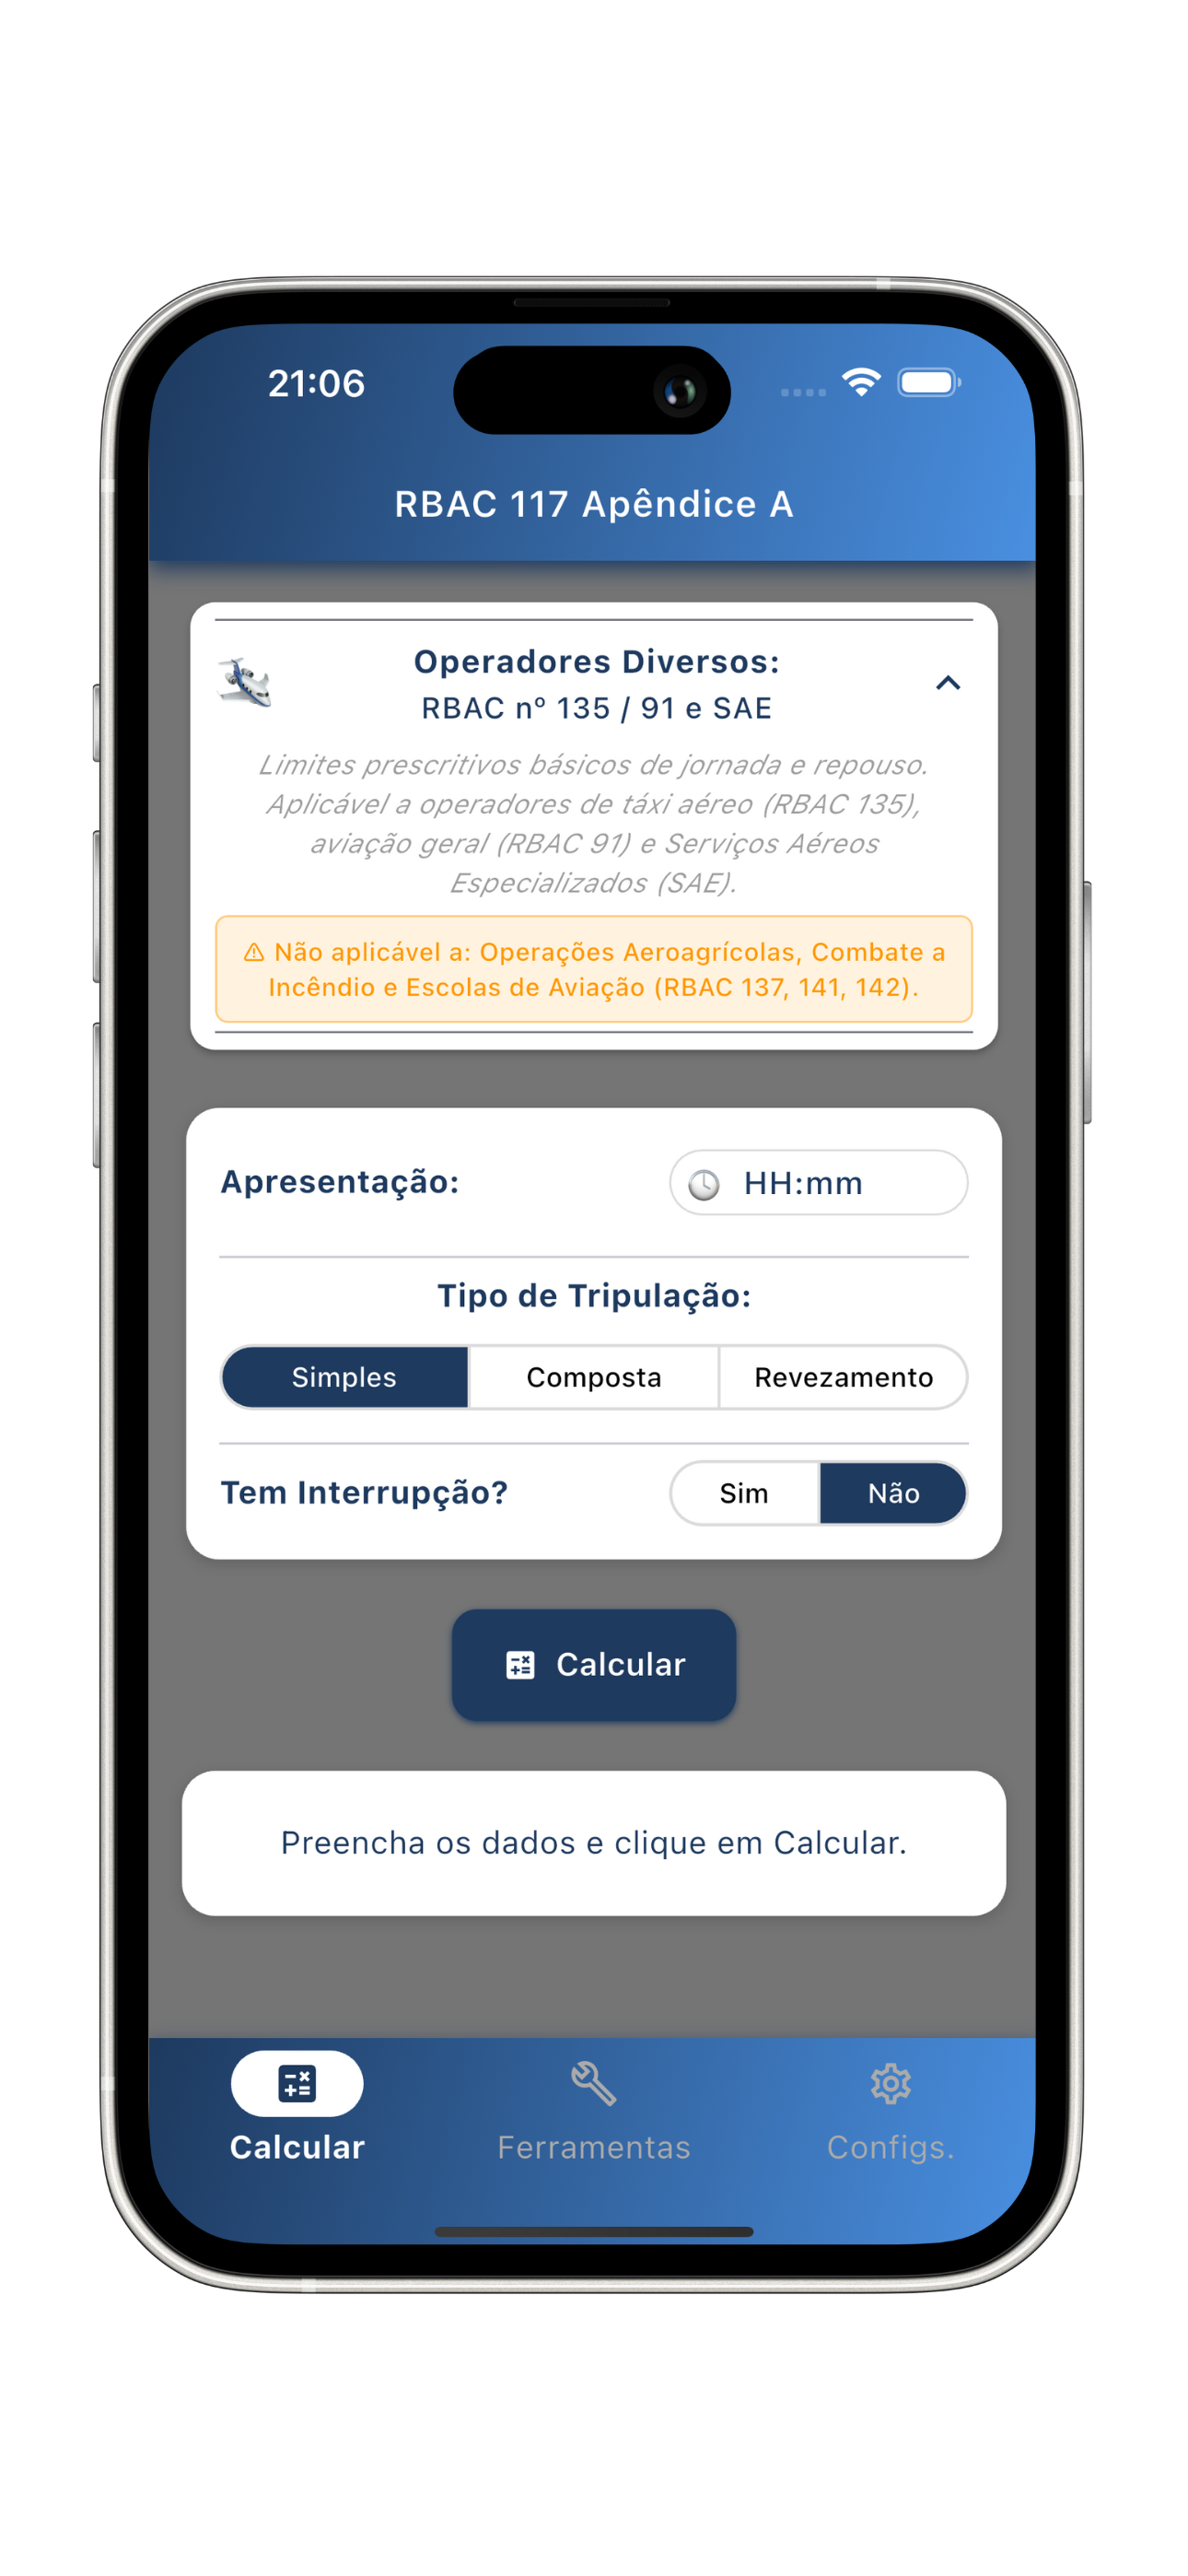 21:06
RBAC 117 Apêndice A
Operadores Diversos:
RBAC nº 135 / 91 e SAE
Limites prescritivos básicos de jornada e repouso.
Aplicável a operadores de táxi aéreo (RBAC 135),
aviação geral (RBAC 91) e Serviços Aéreos
Especializados (SAE).
⚠ Não aplicável a: Operações Aeroagrícolas, Combate a
Incêndio e Escolas de Aviação (RBAC 137, 141, 142).
Apresentação:
HH:mm
Tipo de Tripulação:
Simples
Composta
Revezamento
Tem Interrupção?
Sim
Não
Calcular
Preencha os dados e clique em Calcular.
Calcular
Ferramentas
Configs.